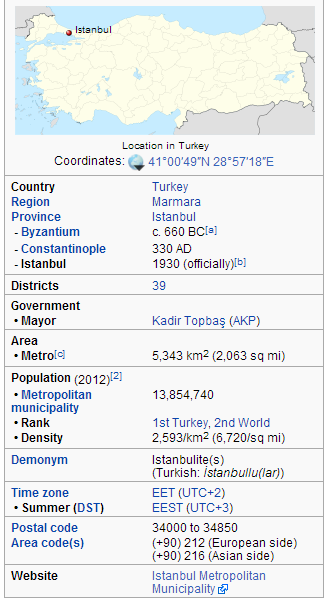 Istanbul
Location in Turkey
Coordinates: 41°00′49″N 28°57′18″E
Country Turkey
Region Marmara
Province Istanbul
- Byzantium c. 660 BC[a]
- Constantinople 330 AD
- Istanbul 1930 (officially)[b]
Districts 39
Government
• Mayor Kadir Topbaş (AKP)
Area
• Metro[c] 5,343 km2 (2,063 sq mi)
Population (2012)[2]
• Metropolitan municipality 13,854,740
• Rank 1st Turkey, 2nd World
• Density 2,593/km2 (6,720/sq mi)
Demonym Istanbulite(s)
(Turkish: İstanbullu(lar))
Time zone EET (UTC+2)
• Summer (DST) EEST (UTC+3)
Postal code 34000 to 34850
Area code(s) (+90) 212 (European side)
(+90) 216 (Asian side)
Website Istanbul Metropolitan
Municipality